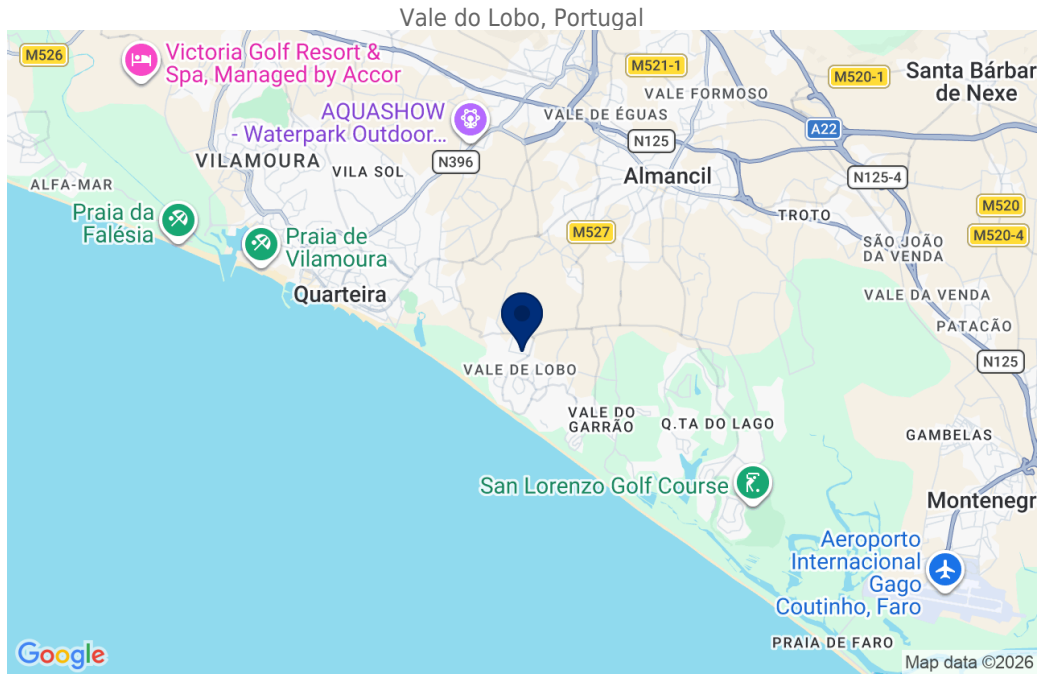 Vale do Lobo, Portugal
M526
Victoria Golf Resort &
Spa, Managed by Accor
M521-1
M520-1
Santa Bárbar
de Nexe
VALE FORMOSO
AQUASHOW
- Waterpark Outdoor...
VALE DE ÉGUAS
A22
N125
VILAMOURA
VILA SOL
N396
Almancil
N125-4
ALFA-MAR
Praia da
Falésia
TROTO
M520
M527
M520-4
Praia de
Vilamoura
SÃO JOÃO
DA VENDA
Quarteira
VALE DA VENDA
PATACÃO
N125
VALE DE LOBO
VALE DO
GARRÃO
Q.TA DO LAGO
GAMBELAS
San Lorenzo Golf Course
Montenegr
Aeroporto
Internacional
Gago
Coutinho, Faro
PRAIA DE FARO
Google
Map data ©2026